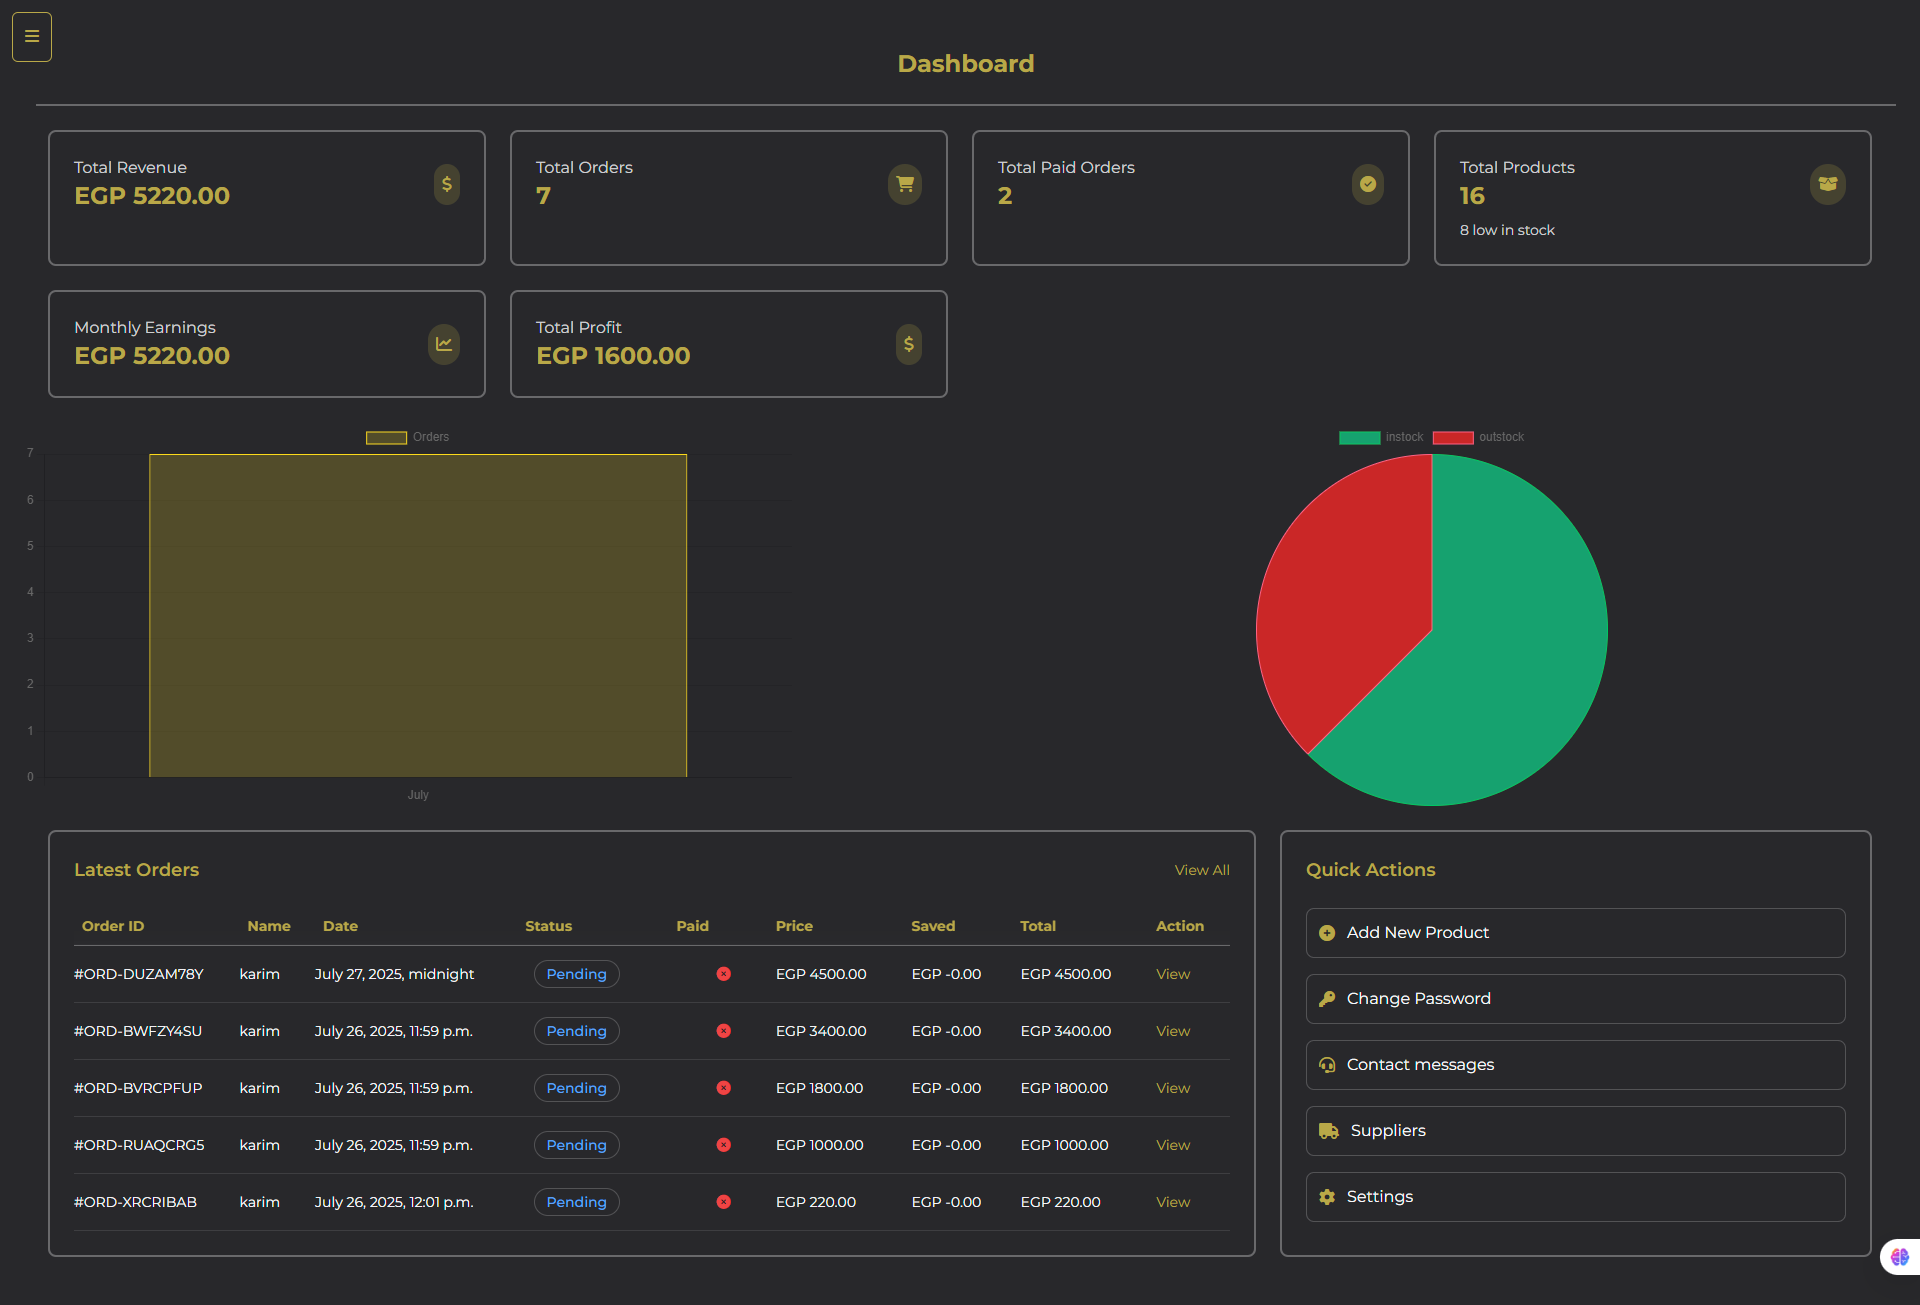 Dashboard
Total Revenue
EGP 5220.00
Total Orders
7
Total Paid Orders
2
Total Products
16
8 low in stock
Monthly Earnings
EGP 5220.00
Total Profit
EGP 1600.00
Orders
7
6
5
4
3
2
1
0
July
instock outstock
Latest Orders
View All
Order ID Name Date Status Paid Price Saved Total Action
#ORD-DUZAM78Y karim July 27, 2025, midnight Pending EGP 4500.00 EGP -0.00 EGP 4500.00 View
#ORD-BWFZY4SU karim July 26, 2025, 11:59 p.m. Pending EGP 3400.00 EGP -0.00 EGP 3400.00 View
#ORD-BVRCPFUP karim July 26, 2025, 11:59 p.m. Pending EGP 1800.00 EGP -0.00 EGP 1800.00 View
#ORD-RUAQCRG5 karim July 26, 2025, 11:59 p.m. Pending EGP 1000.00 EGP -0.00 EGP 1000.00 View
#ORD-XRCRIBAB karim July 26, 2025, 12:01 p.m. Pending EGP 220.00 EGP -0.00 EGP 220.00 View
Quick Actions
Add New Product
Change Password
Contact messages
Suppliers
Settings